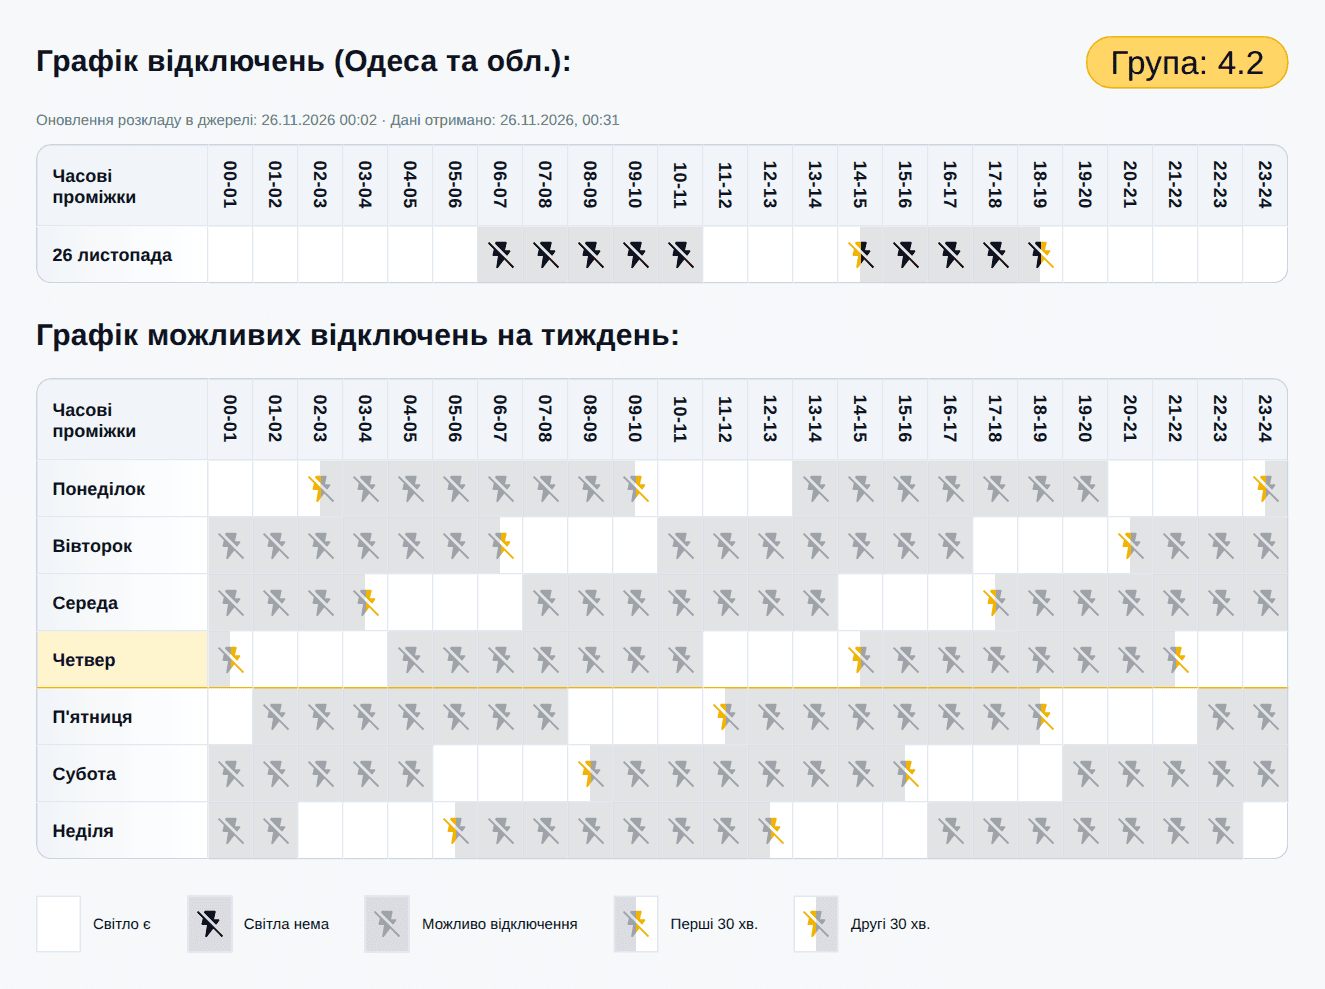 Графік відключень (Одеса та обл.):
Група: 4.2
Оновлення розкладу в джерелі: 26.11.2026 00:02 · Дані отримано: 26.11.2026, 00:31
Часові
проміжки
00-01 01-02 02-03 03-04 04-05 05-06 06-07 07-08 08-09 09-10 10-11 11-12 12-13 13-14 14-15 15-16 16-17 17-18 18-19 19-20 20-21 21-22 22-23 23-24
26 листопада
Графік можливих відключень на тиждень:
Часові
проміжки
00-01 01-02 02-03 03-04 04-05 05-06 06-07 07-08 08-09 09-10 10-11 11-12 12-13 13-14 14-15 15-16 16-17 17-18 18-19 19-20 20-21 21-22 22-23 23-24
Понеділок
Вівторок
Середа
Четвер
П'ятниця
Субота
Неділя
Світло є
Світла нема
Можливо відключення
Перші 30 хв.
Другі 30 хв.